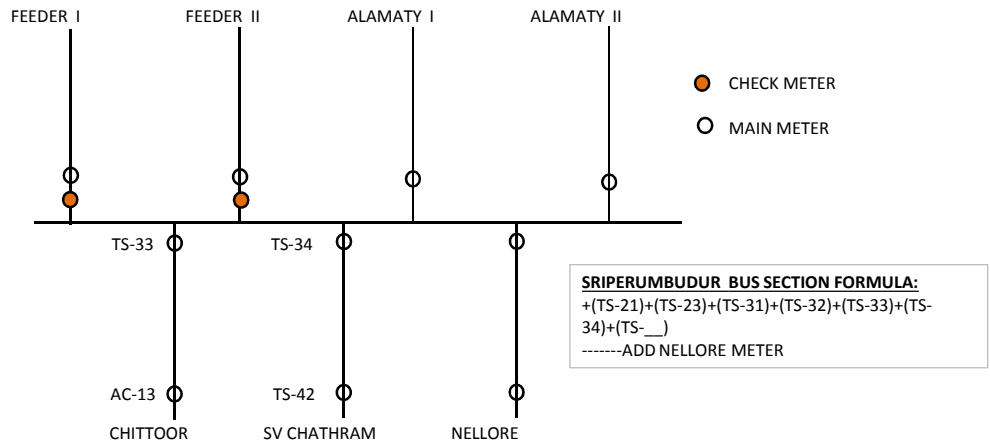 FEEDER I
FEEDER II
ALAMATY I
ALAMATY II
CHECK METER
MAIN METER
TS-33
TS-34
SRIPERUMBUDUR BUS SECTION FORMULA:
+(TS-21)+(TS-23)+(TS-31)+(TS-32)+(TS-33)+(TS-
34)+(TS-__)
-------ADD NELLORE METER
AC-13
TS-42
CHITTOOR
SV CHATHRAM
NELLORE